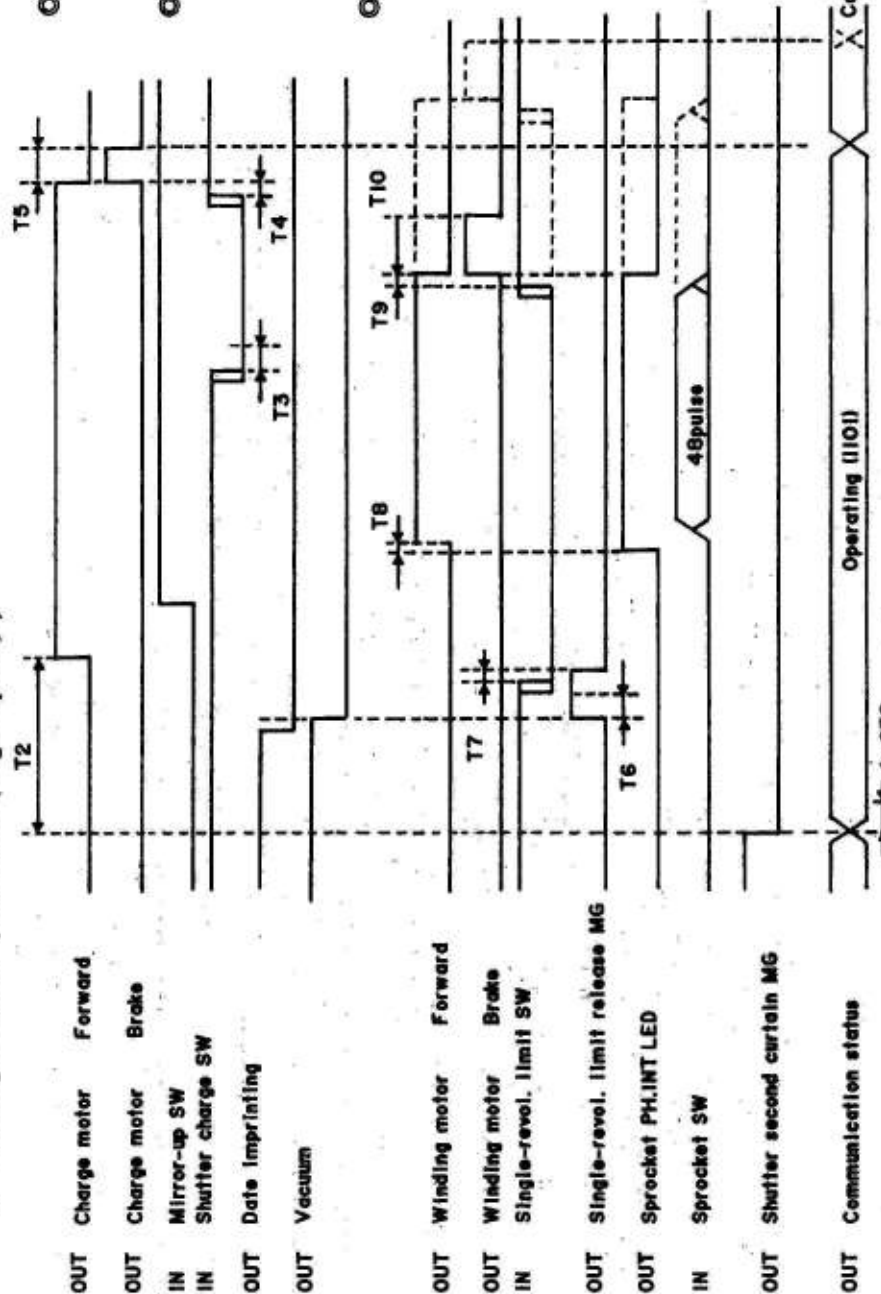 T2
T5
OUT Charge motor Forward
OUT Charge motor Brake
IN Mirror-up SW
IN Shutter charge SW
OUT Date imprinting
OUT Vacuum
T3
T4
T8
T9
T10
OUT Winding motor Forward
OUT Winding motor Brake
IN Single-revol. limit SW
T7
OUT Single-revol. limit release MG
T6
OUT Sprocket PH.INT LED
IN Sprocket SW
48pulse
OUT Shutter second curtain MG
OUT Communication status
Operating (1101)